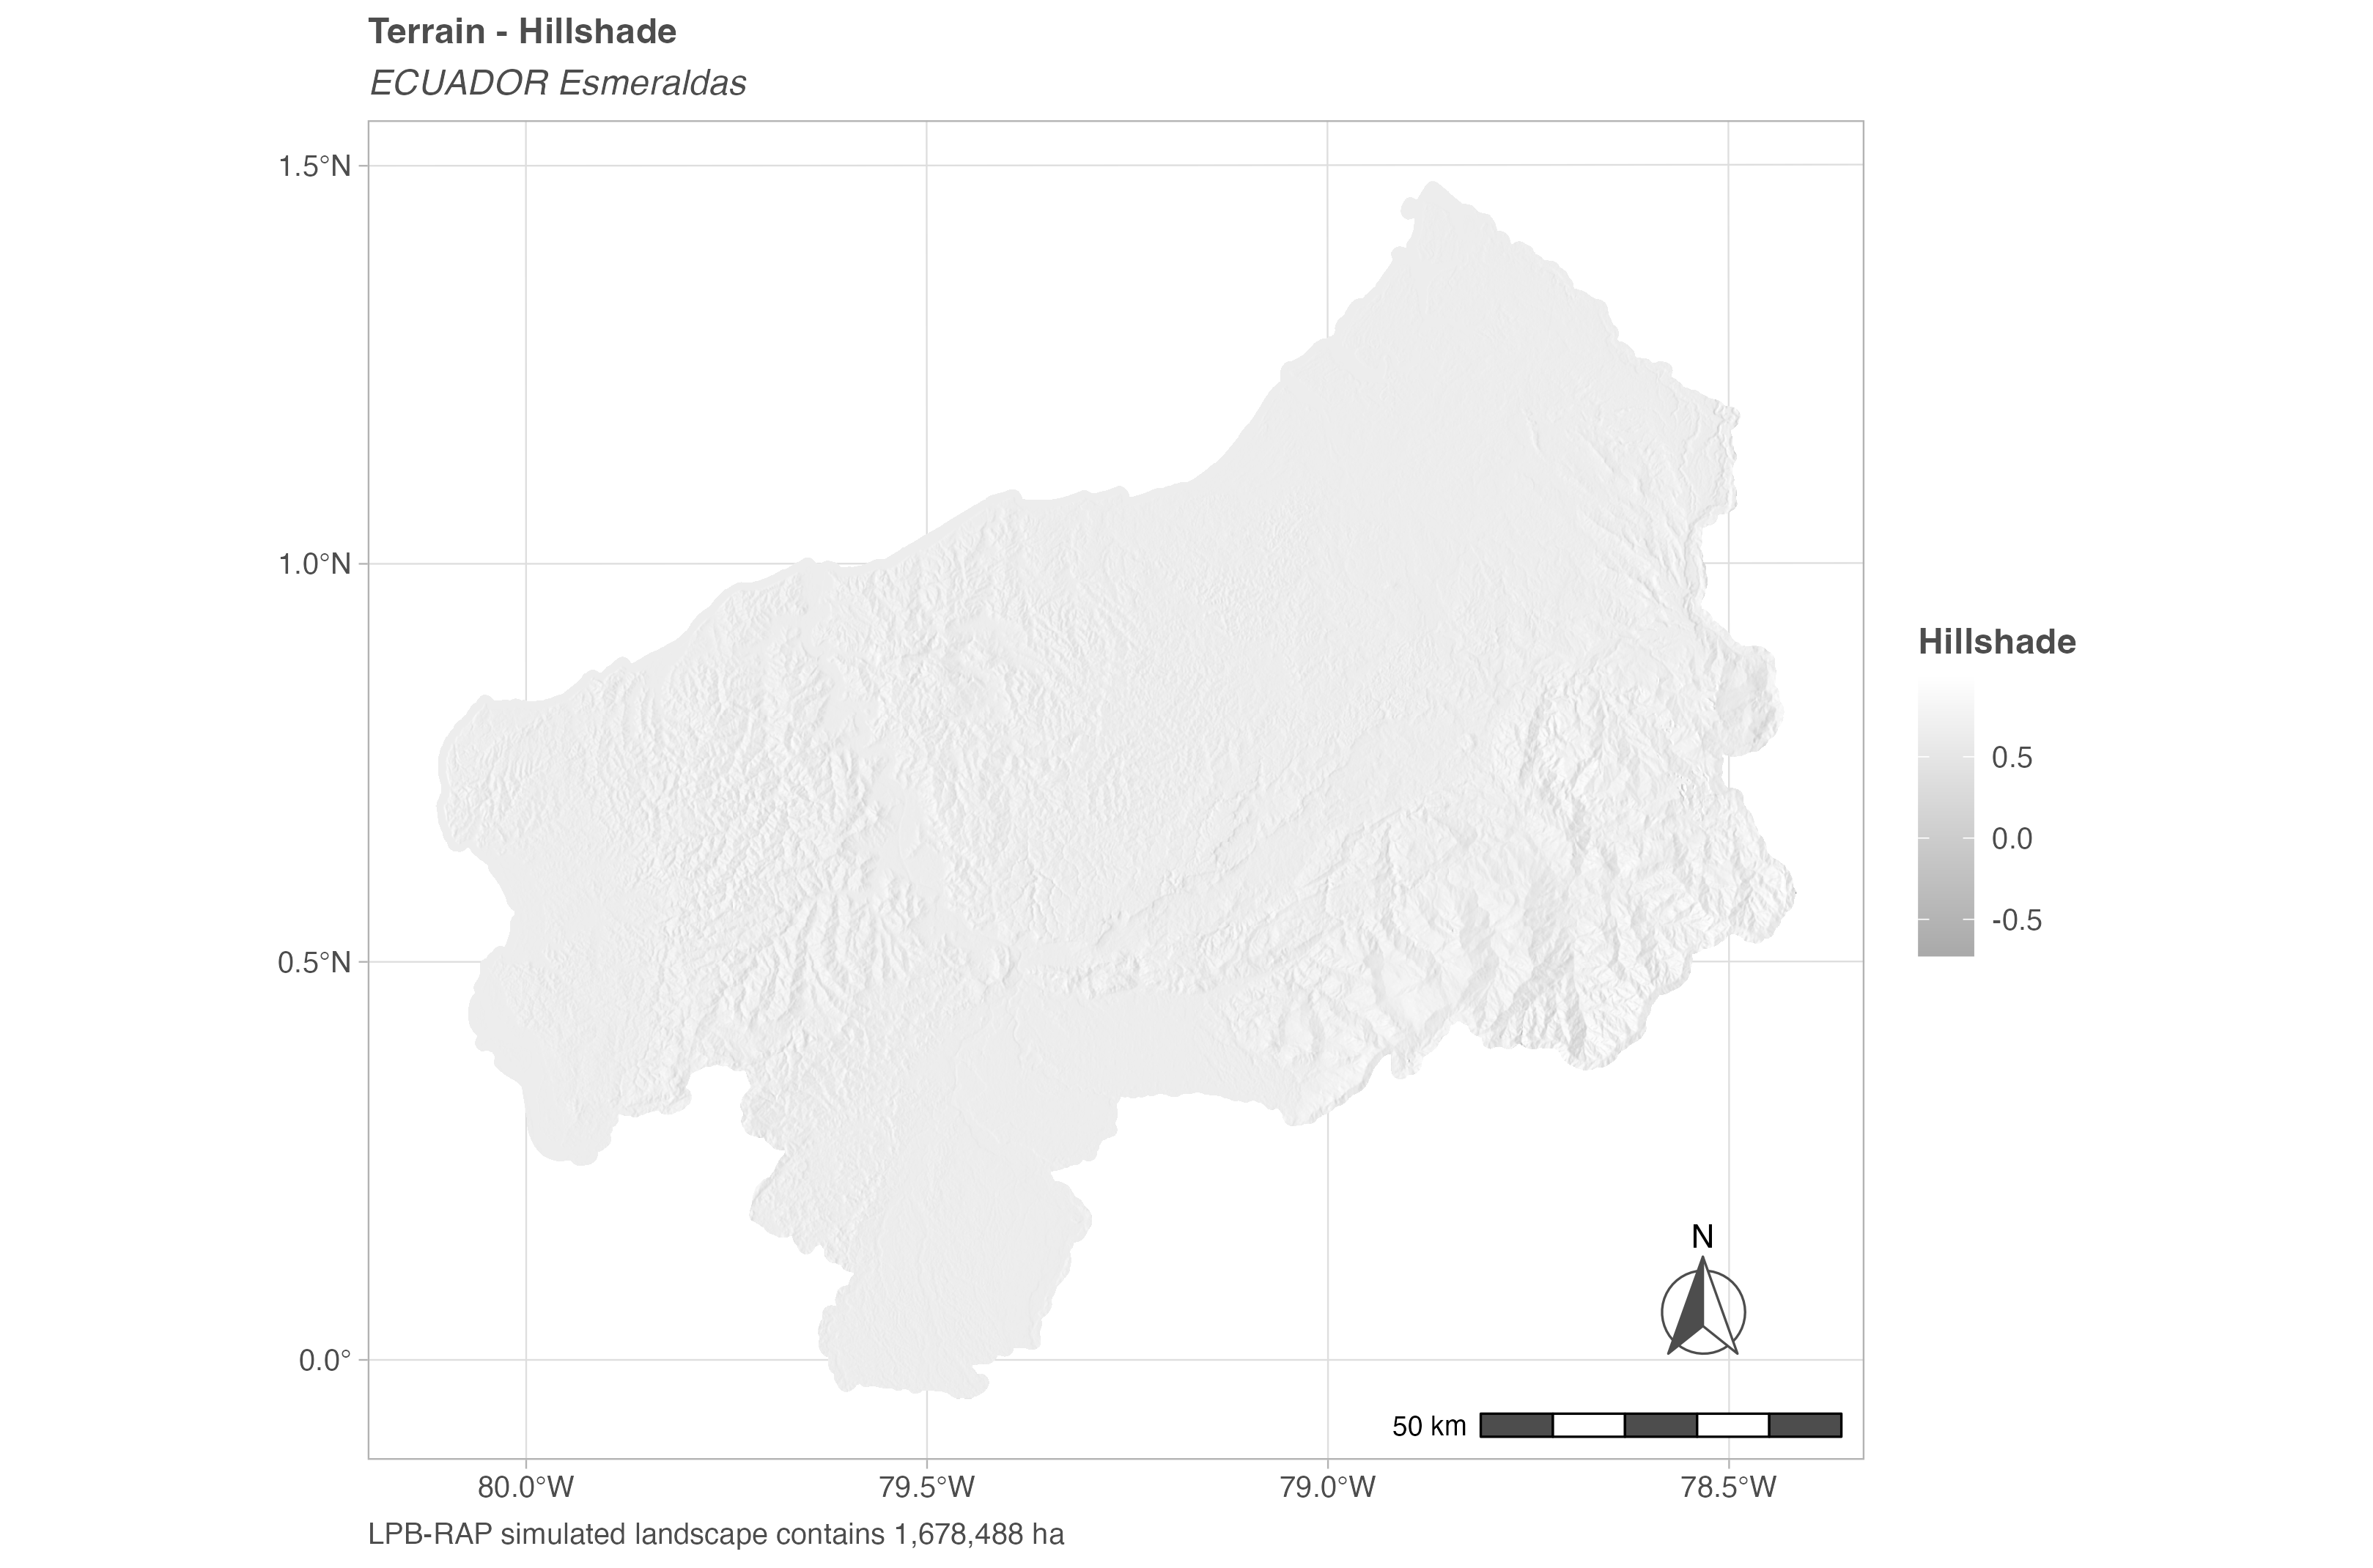 Terrain - Hillshade
ECUADOR Esmeraldas
1.5°N
1.0°N
0.5°N
0.0°
80.0°W
79.5°W
79.0°W
78.5°W
N
50 km
Hillshade
0.5
0.0
-0.5
LPB-RAP simulated landscape contains 1,678,488 ha